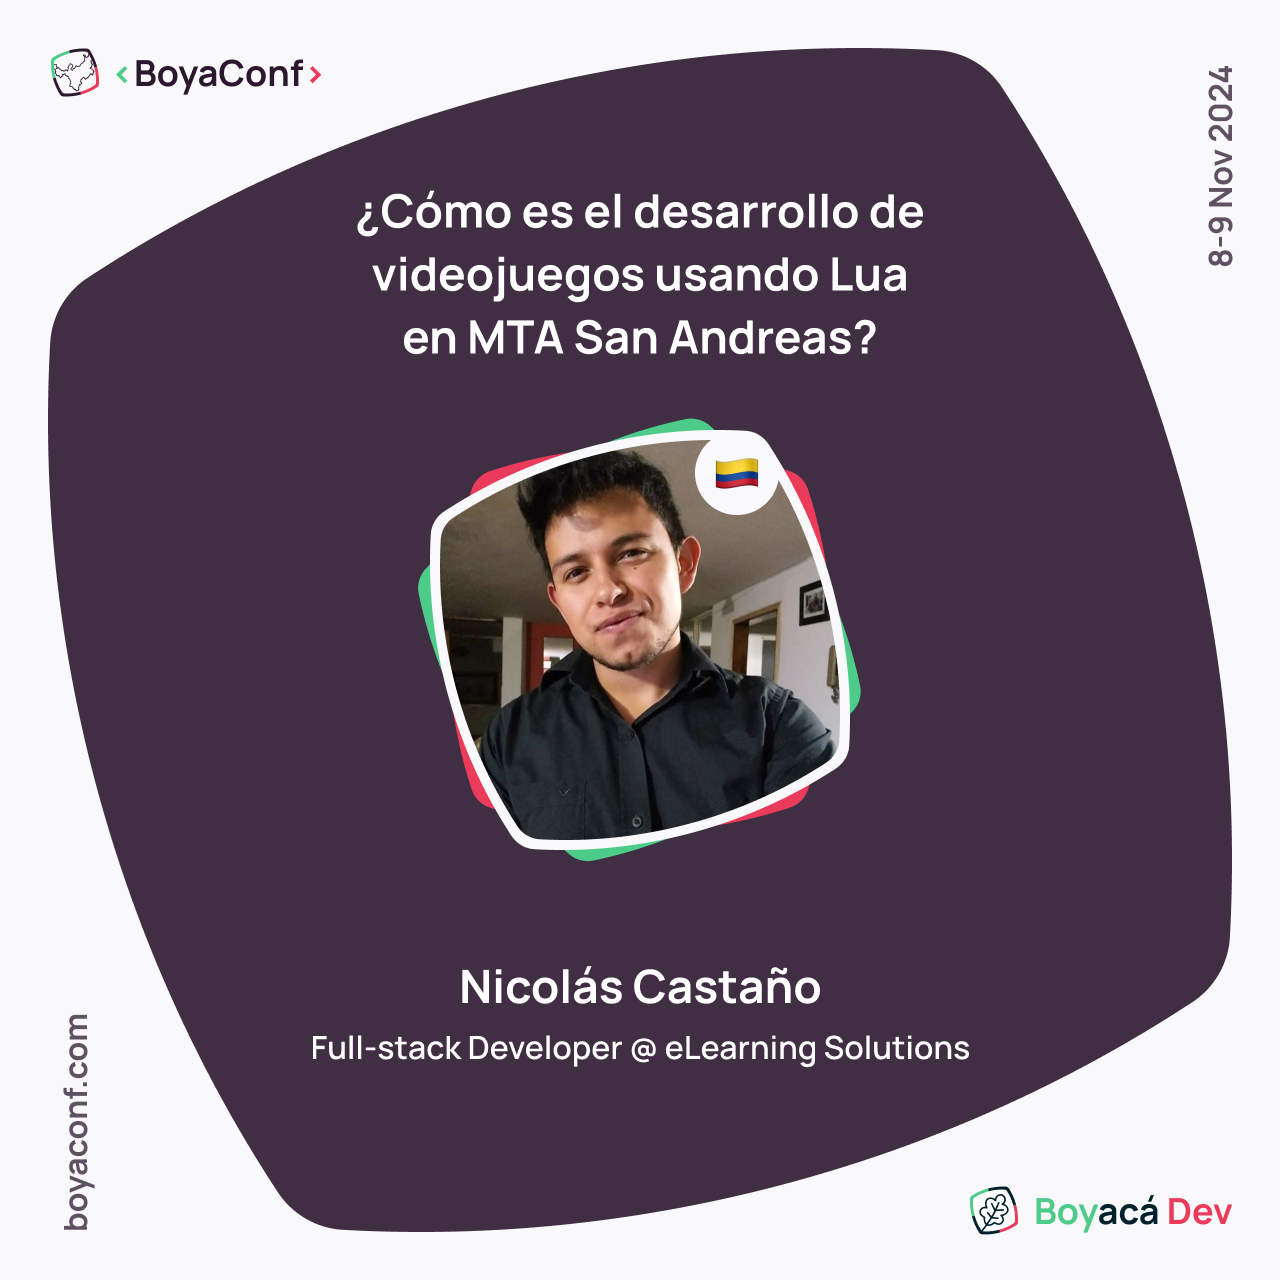 <BoyaConf>
8-9 Nov 2024
¿Cómo es el desarrollo de
videojuegos usando Lua
en MTA San Andreas?
Nicolás Castaño
Full-stack Developer @ eLearning Solutions
boyaconf.com
Boyacá Dev